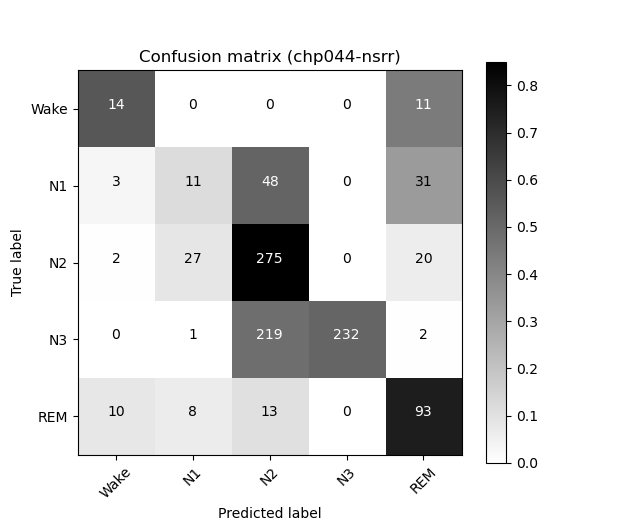 Confusion matrix (chp044-nsrr)
Wake 14 0 0 0 11
N1 3 11 48 0 31
N2 2 27 275 0 20
N3 0 1 219 232 2
REM 10 8 13 0 93
Wake N1 N2 N3 REM
True label
Predicted label
0.8
0.7
0.6
0.5
0.4
0.3
0.2
0.1
0.0